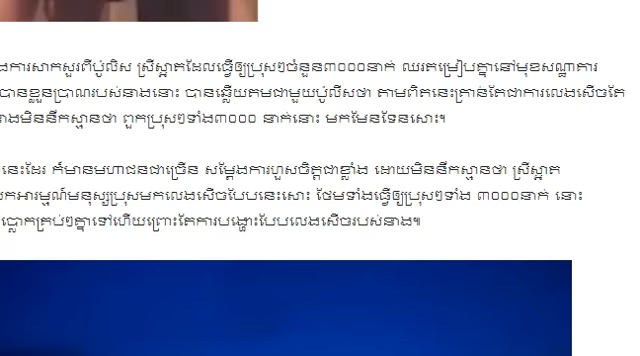 ងការសាកសួរពីប៉ូលិស ស្រីស្អាតដែលធ្វើឲ្យប្រុសៗចំនួន៣០០០នាក់ ឈរតម្រៀបគ្នានៅមុខសណ្ឋាគារ
បានខ្លួនប្រាណរបស់នាងនោះ បានឆ្លើយតមជាមួយប៉ូលីសថា តាមពិតនេះគ្រាន់តែជាការលេងសើចតែ
ាងមិននឹកស្មានថា ពួកប្រុសៗទាំង៣០០០ នាក់នោះ មកមែនទែនសោះ។
នេះដែរ ក៏មានមហាជនជាច្រើន សម្តែងការហួសចិត្តជាខ្លាំង ដោយមិននឹកស្មានថា ស្រីស្អាត
កអារម្មណ៍មនុស្សប្រុសមកលេងសើចបែបនេះសោះ ថែមទាំងធ្វើឲ្យប្រុសៗទាំង ៣០០០នាក់ នោះ
ប្លោកគ្រប់ៗគ្នាទៅហើយព្រោះតែការបង្ហោះបែបលេងសើចរបស់នាង៕